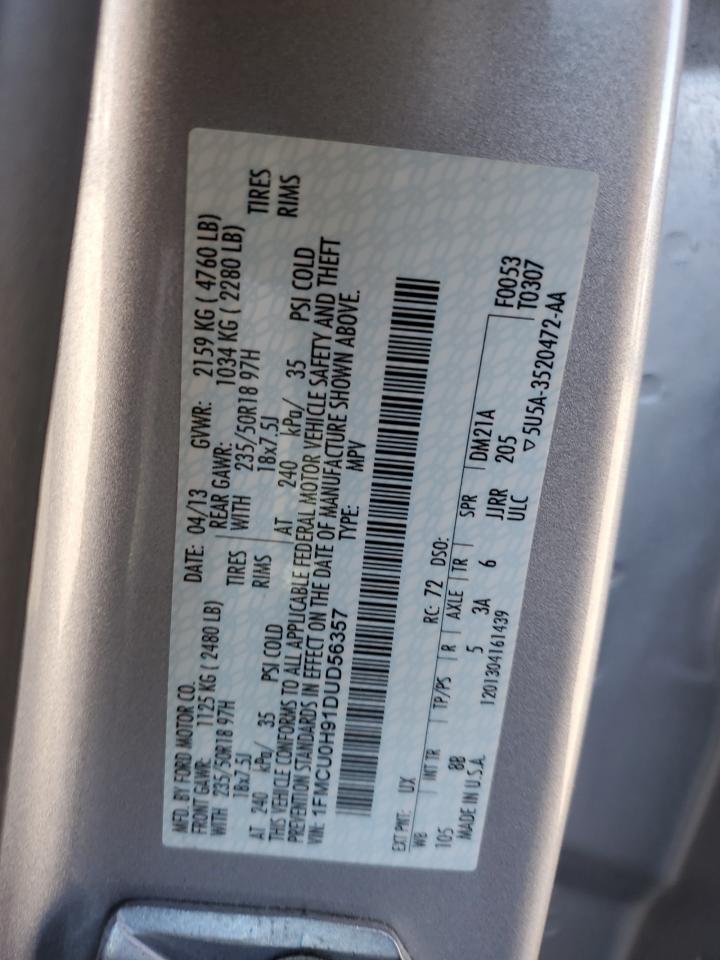 MFD. BY FORD MOTOR CO. DATE: 04/13 GVWR: 2159 KG ( 4760 LB)
FRONT GAWR: 1125 KG ( 2480 LB) REAR GAWR: 1034 KG ( 2280 LB)
WITH 235/50R18 97H TIRES WITH 235/50R18 97H TIRES
18x7.5J RIMS 18x7.5J RIMS
AT 240 kPa/ 35 PSI COLD AT 240 kPa/ 35 PSI COLD
THIS VEHICLE CONFORMS TO ALL APPLICABLE FEDERAL MOTOR VEHICLE SAFETY AND THEFT
PREVENTION STANDARDS IN EFFECT ON THE DATE OF MANUFACTURE SHOWN ABOVE.
VIN: 1FMCU0H91DUD56357 TYPE: MPV
EXT PNT: UX RC: 72 DSO:
WB INT TR TP/PS R AXLE TR SPR DM21A F0053
105 8B 5 3A 6 JJRR 205 T0307
MADE IN U.S.A. 1201304161439 ULC ▽5U5A-3520472-AA